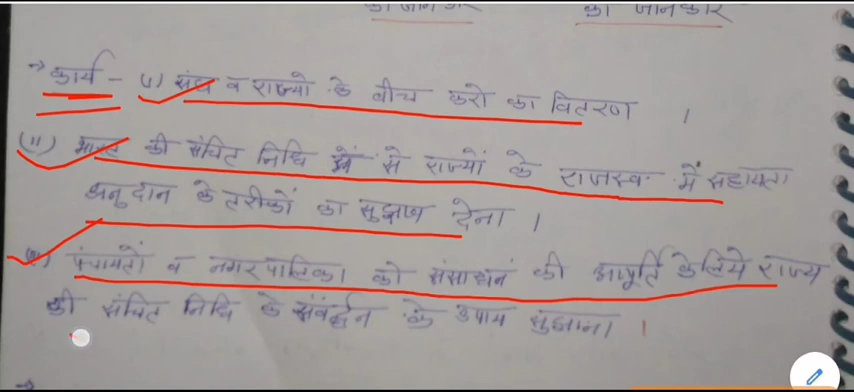 की जानकार
→ कार्य - (i) संघ व राज्यो के बीच करो का वितरण ।
(ii) भारत की संचित निधि में से राज्यों के राजस्व में सहायता
अनुदान के तरीकों का सुझाव देना ।
(iii) पंचायतों व नगरपालिका को संसाधनं की आपूर्ति के लिये राज्य
की संचित निधि के संवर्द्धन के उपाय सुझाना ।